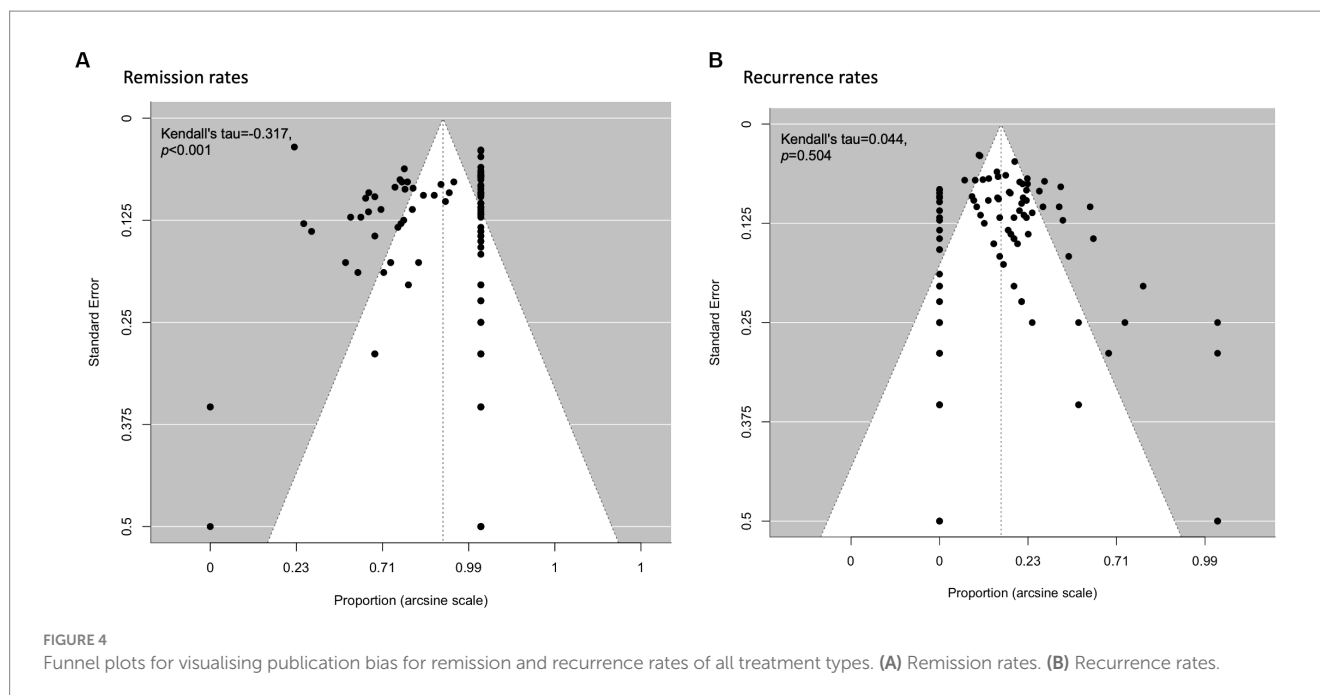 A
Remission rates
Kendall's tau=-0.317,
p<0.001
0
0.125
0.25
0.375
0.5
Standard Error
0 0.23 0.71 0.99 1 1
Proportion (arcsine scale)
B
Recurrence rates
Kendall's tau=0.044,
p=0.504
0
0.125
0.25
0.375
0.5
Standard Error
0 0 0.23 0.71 0.99
Proportion (arcsine scale)
FIGURE 4
Funnel plots for visualising publication bias for remission and recurrence rates of all treatment types. (A) Remission rates. (B) Recurrence rates.